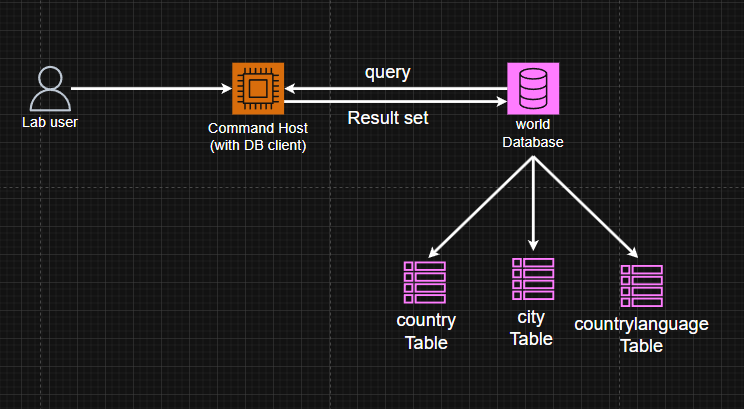 query
Result set
Lab user
Command Host
(with DB client)
world
Database
country
Table
city
Table
countrylanguage
Table